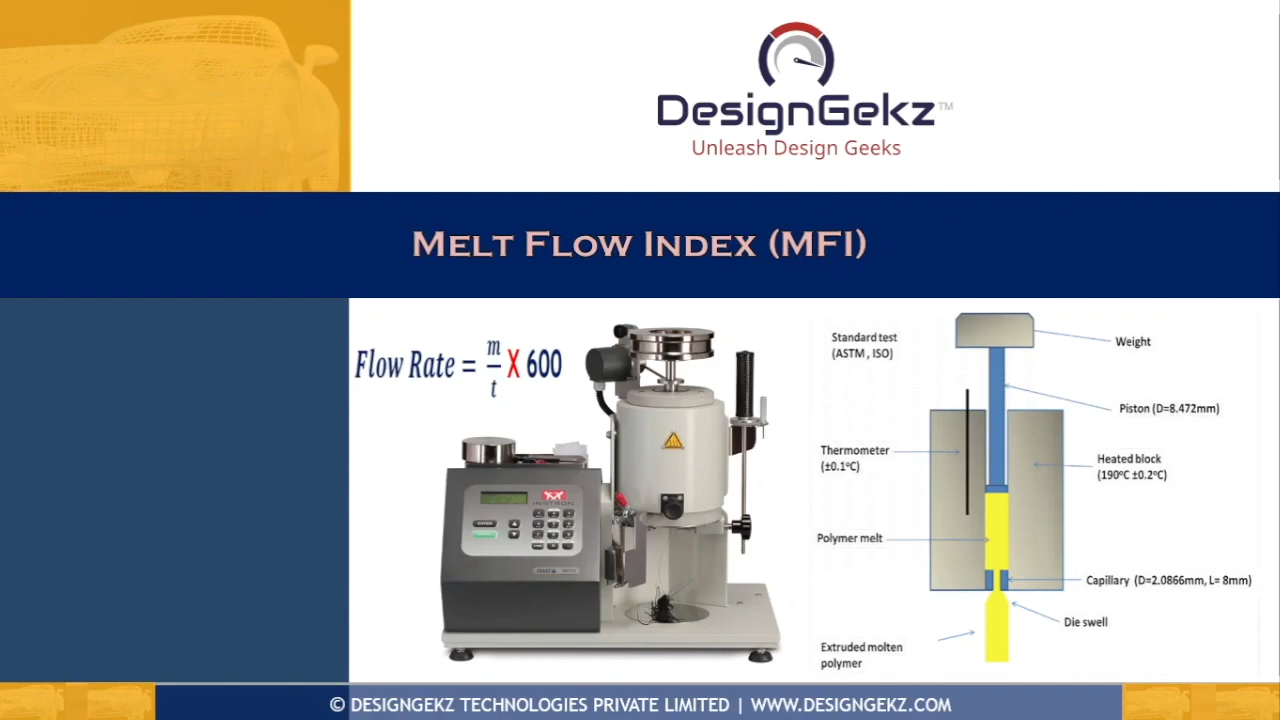 DesignGekz™
Unleash Design Geeks
MELT FLOW INDEX (MFI)
Flow Rate = m/t X 600
INSTRON
ENTER
Standard test
(ASTM , ISO)
Weight
Piston (D=8.472mm)
Thermometer
(±0.1°C)
Heated block
(190°C ±0.2°C)
Polymer melt
Capillary (D=2.0866mm, L= 8mm)
Die swell
Extruded molten
polymer
© DESIGNGEKZ TECHNOLOGIES PRIVATE LIMITED | WWW.DESIGNGEKZ.COM